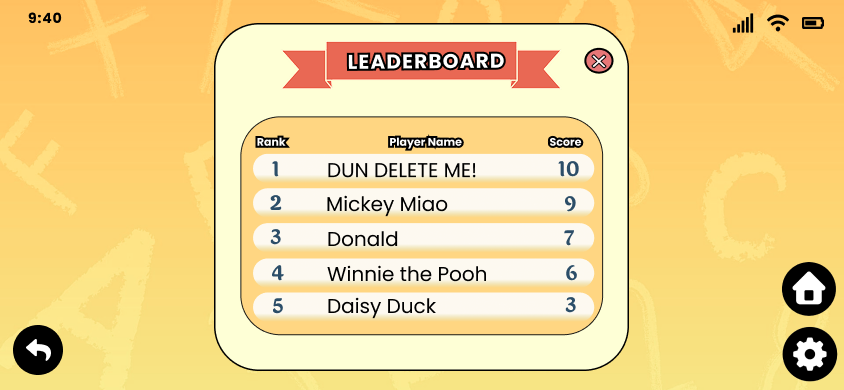 9:40
LEADERBOARD
Rank Player Name Score
1 DUN DELETE ME! 10
2 Mickey Miao 9
3 Donald 7
4 Winnie the Pooh 6
5 Daisy Duck 3